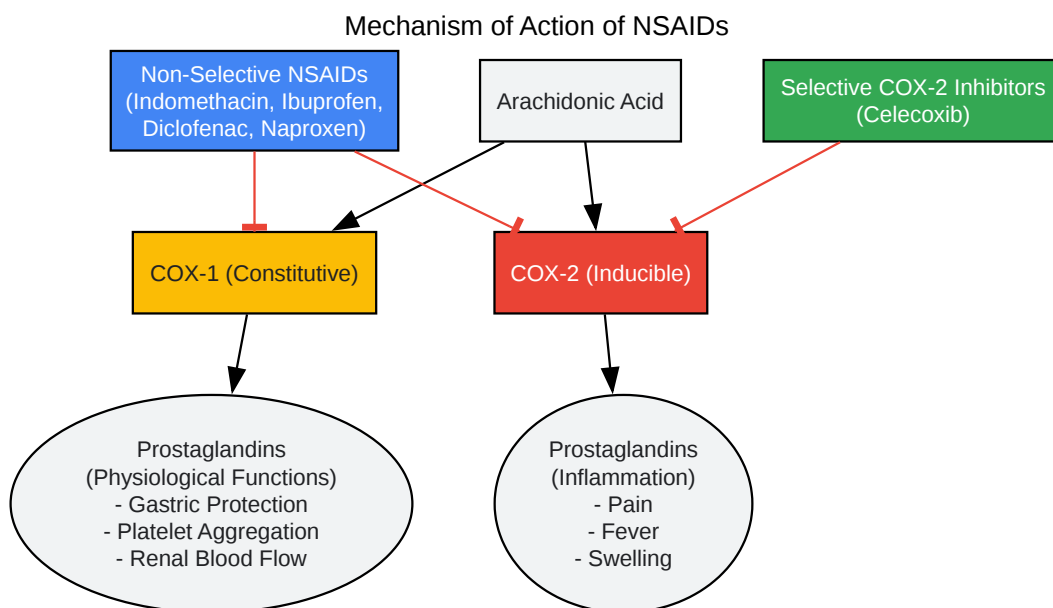 Mechanism of Action of NSAIDs
Non-Selective NSAIDs
(Indomethacin, Ibuprofen,
Diclofenac, Naproxen)
Arachidonic Acid
Selective COX-2 Inhibitors
(Celecoxib)
COX-1 (Constitutive)
COX-2 (Inducible)
Prostaglandins
(Physiological Functions)
- Gastric Protection
- Platelet Aggregation
- Renal Blood Flow
Prostaglandins
(Inflammation)
- Pain
- Fever
- Swelling